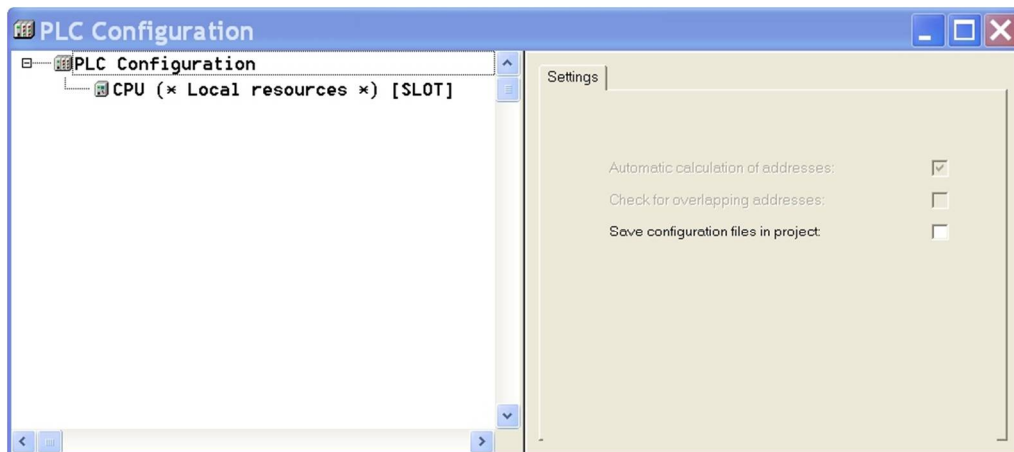 PLC Configuration
PLC Configuration
CPU (* Local resources *) [SLOT]
Settings
Automatic calculation of addresses:
Check for overlapping addresses:
Save configuration files in project: